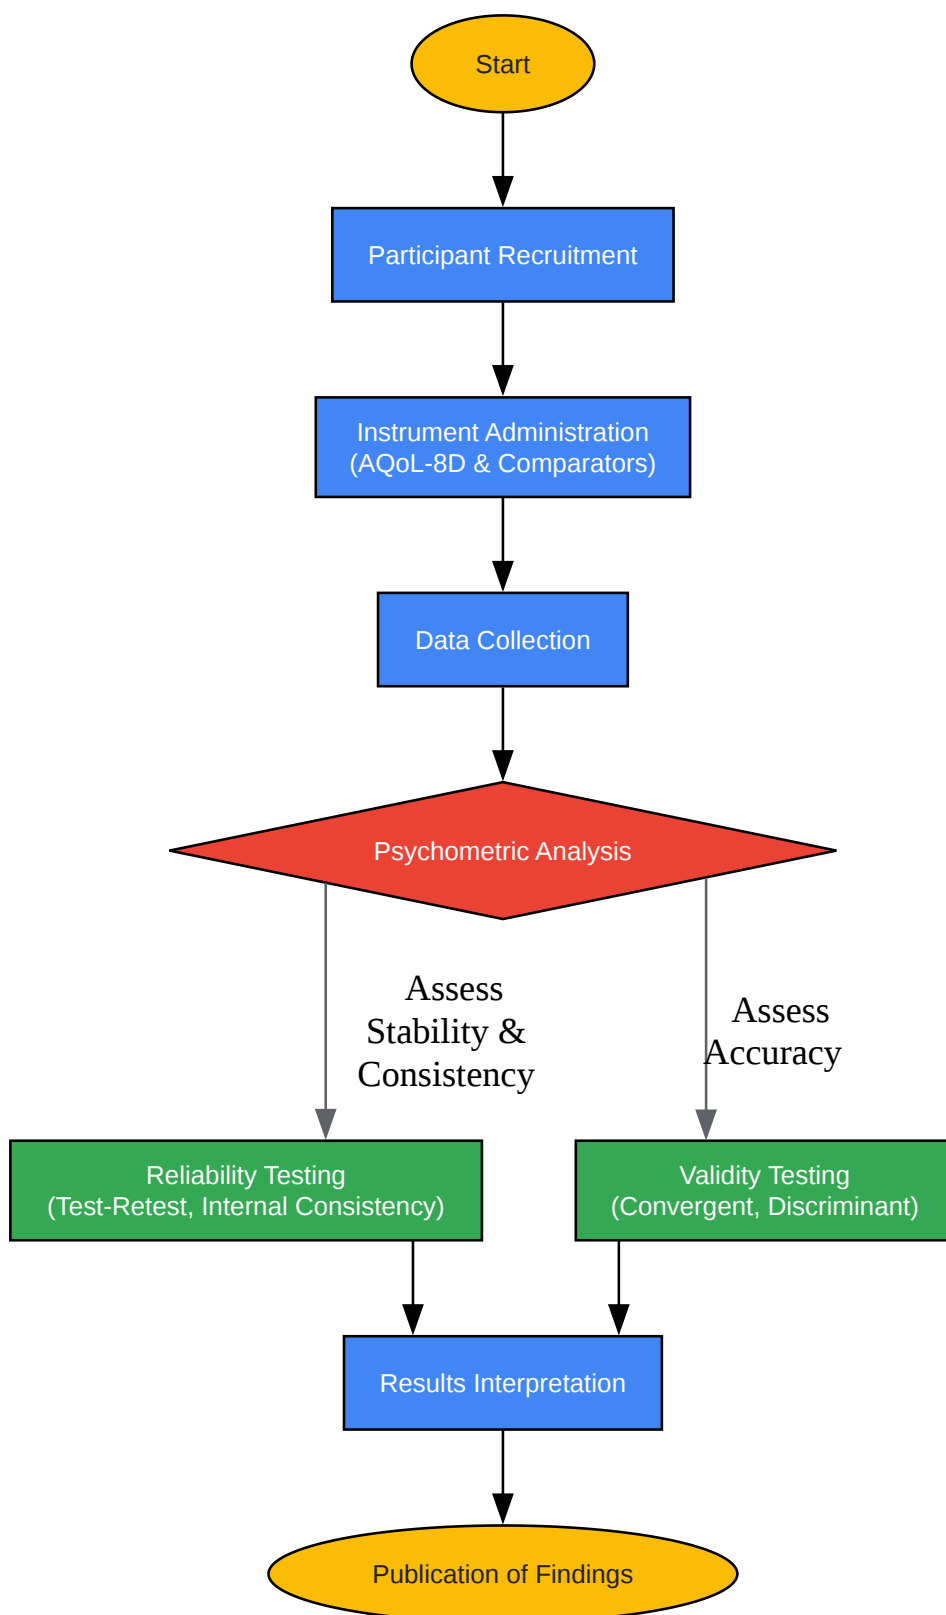 Start
Participant Recruitment
Instrument Administration
(AQoL-8D & Comparators)
Data Collection
Psychometric Analysis
Assess
Stability &
Consistency
Assess
Accuracy
Reliability Testing
(Test-Retest, Internal Consistency)
Validity Testing
(Convergent, Discriminant)
Results Interpretation
Publication of Findings